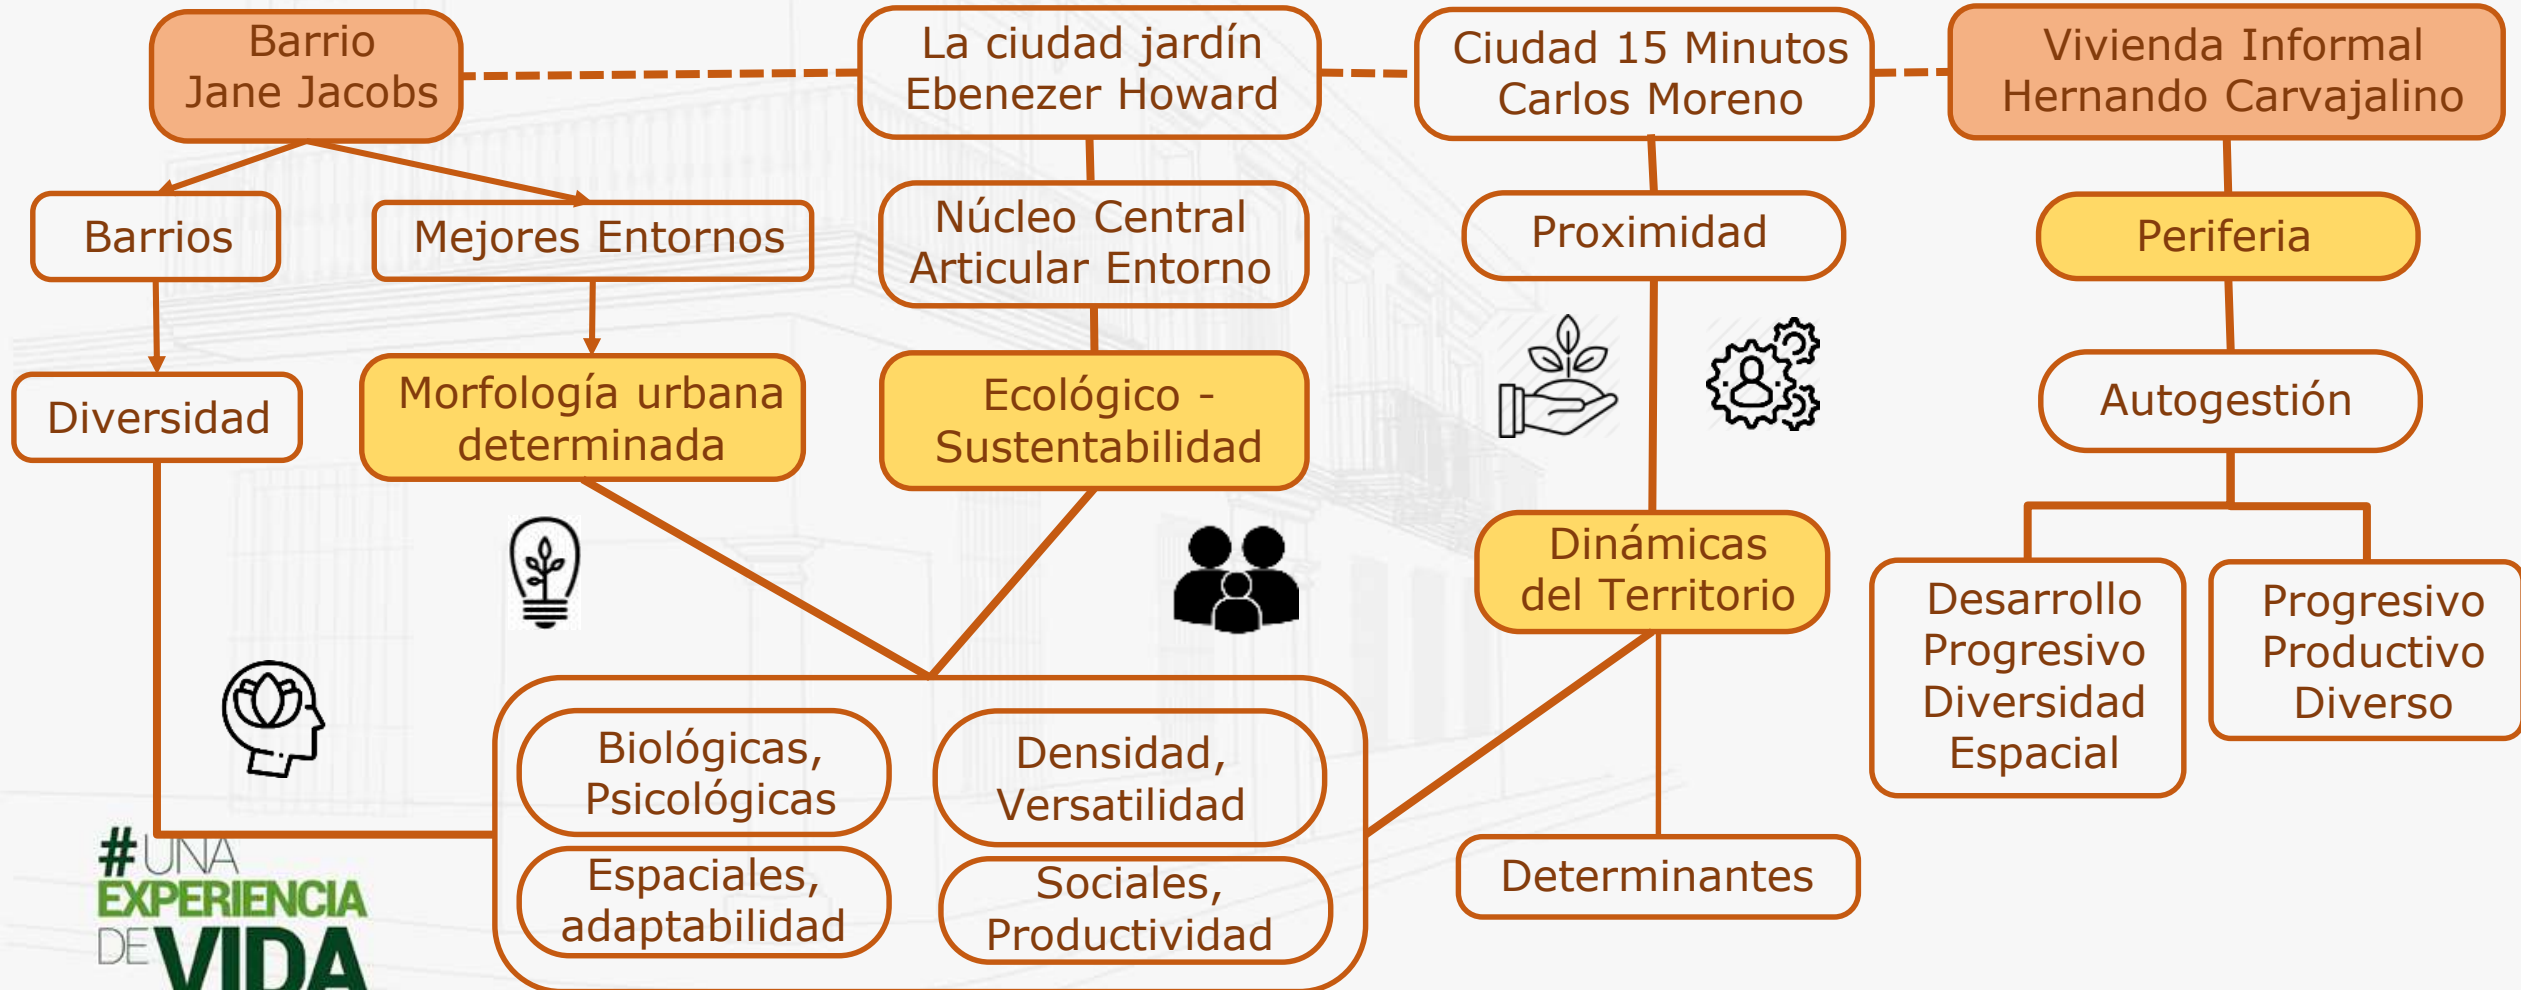 Barrio
Jane Jacobs
La ciudad jardín
Ebenezer Howard
Ciudad 15 Minutos
Carlos Moreno
Vivienda Informal
Hernando Carvajalino
Barrios
Mejores Entornos
Núcleo Central
Articular Entorno
Proximidad
Periferia
Diversidad
Morfología urbana
determinada
Ecológico -
Sustentabilidad
Autogestión
Dinámicas
del Territorio
Desarrollo
Progresivo
Diversidad
Espacial
Progresivo
Productivo
Diverso
Biológicas,
Psicológicas
Densidad,
Versatilidad
Espaciales,
adaptabilidad
Sociales,
Productividad
Determinantes
#UNA
EXPERIENCIA
DE VIDA